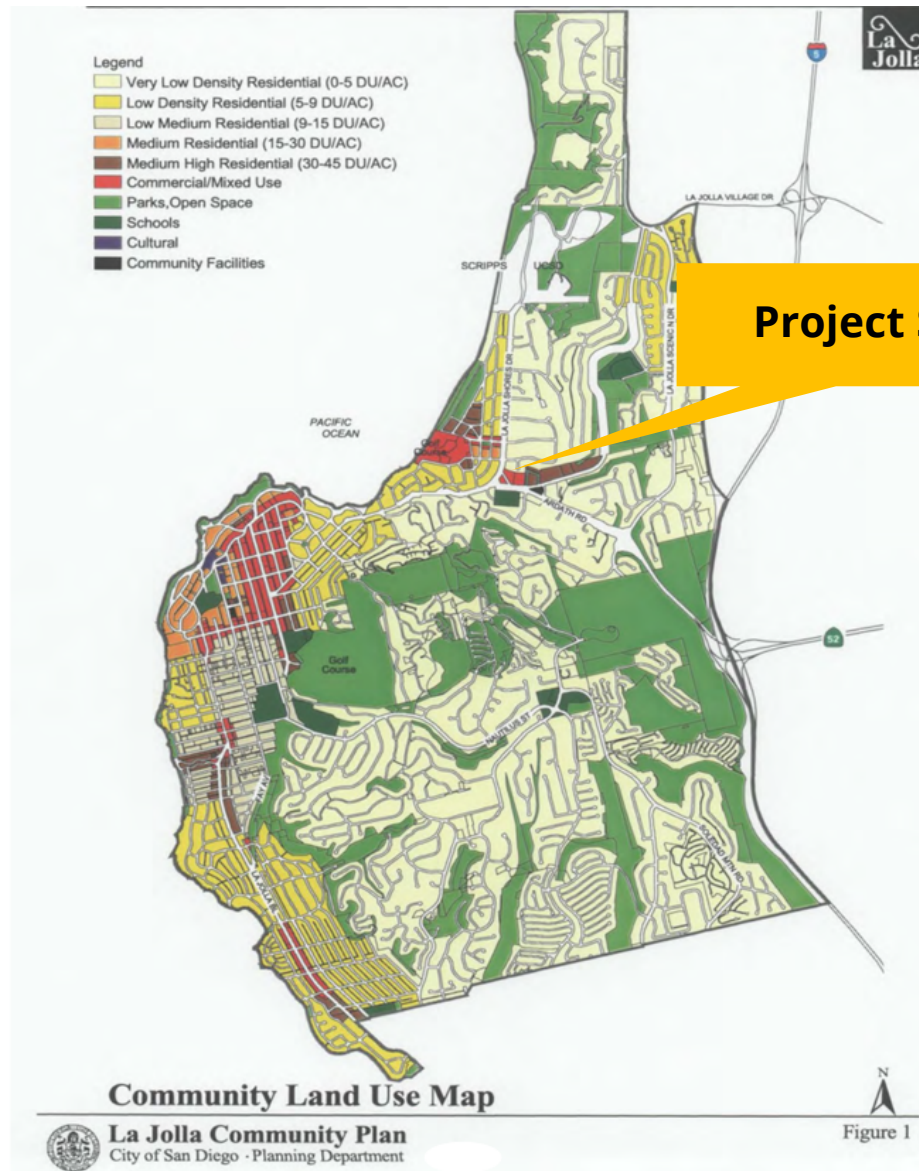 La
Jolla
5
Legend
Very Low Density Residential (0-5 DU/AC)
Low Density Residential (5-9 DU/AC)
Low Medium Residential (9-15 DU/AC)
Medium Residential (15-30 DU/AC)
Medium High Residential (30-45 DU/AC)
Commercial/Mixed Use
Parks,Open Space
Schools
Cultural
Community Facilities
LA JOLLA VILLAGE DR
SCRIPPS
UCSD
Project
LA JOLLA SHORES DR
LA JOLLA SCENIC N DR
PACIFIC
OCEAN
Golf
Course
ARDATH RD
52
Golf
Course
NAUTILUS ST
SOLEDAD MTN RD
Community Land Use Map
N
La Jolla Community Plan
City of San Diego · Planning Department
Figure 1